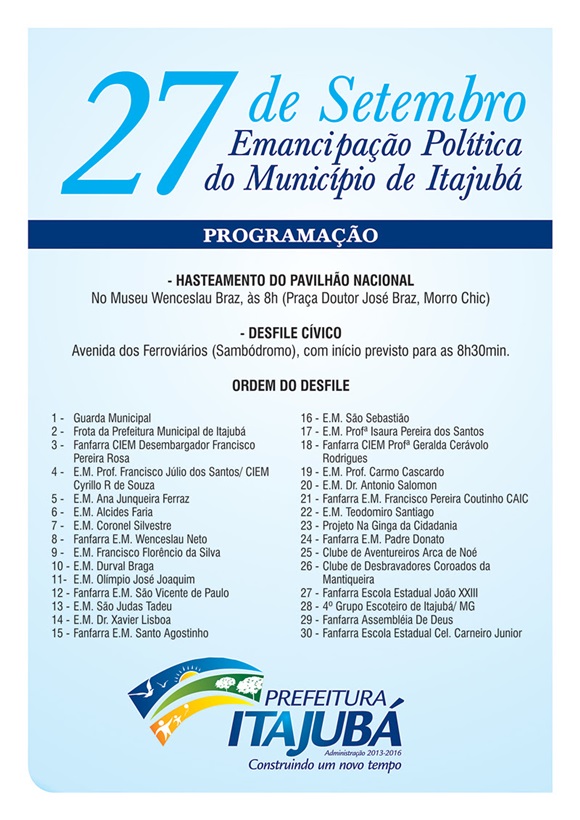 27 de Setembro
Emancipação Política
do Município de Itajubá
PROGRAMAÇÃO
- HASTEAMENTO DO PAVILHÃO NACIONAL
No Museu Wenceslau Braz, às 8h (Praça Doutor José Braz, Morro Chic)
- DESFILE CÍVICO
Avenida dos Ferroviários (Sambódromo), com início previsto para as 8h30min.
ORDEM DO DESFILE
1 - Guarda Municipal
2 - Frota da Prefeitura Municipal de Itajubá
3 - Fanfarra CIEM Desembargador Francisco
Pereira Rosa
4 - E.M. Prof. Francisco Júlio dos Santos/ CIEM
Cyrillo R de Souza
5 - E.M. Ana Junqueira Ferraz
6 - E.M. Alcides Faria
7 - E.M. Coronel Silvestre
8 - Fanfarra E.M. Wenceslau Neto
9 - E.M. Francisco Florêncio da Silva
10 - E.M. Durval Braga
11- E.M. Olímpio José Joaquim
12 - Fanfarra E.M. São Vicente de Paulo
13 - E.M. São Judas Tadeu
14 - E.M. Dr. Xavier Lisboa
15 - Fanfarra E.M. Santo Agostinho
16 - E.M. São Sebastião
17 - E.M. Profª Isaura Pereira dos Santos
18 - Fanfarra CIEM Profª Geralda Cerávolo
Rodrigues
19 - E.M. Prof. Carmo Cascardo
20 - E.M. Dr. Antonio Salomon
21 - Fanfarra E.M. Francisco Pereira Coutinho CAIC
22 - E.M. Teodomiro Santiago
23 - Projeto Na Ginga da Cidadania
24 - Fanfarra E.M. Padre Donato
25 - Clube de Aventureiros Arca de Noé
26 - Clube de Desbravadores Coroados da
Mantiqueira
27 - Fanfarra Escola Estadual João XXIII
28 - 4º Grupo Escoteiro de Itajubá/ MG
29 - Fanfarra Assembléia De Deus
30 - Fanfarra Escola Estadual Cel. Carneiro Junior
PREFEITURA
ITAJUBÁ
Administração 2013-2016
Construindo um novo tempo